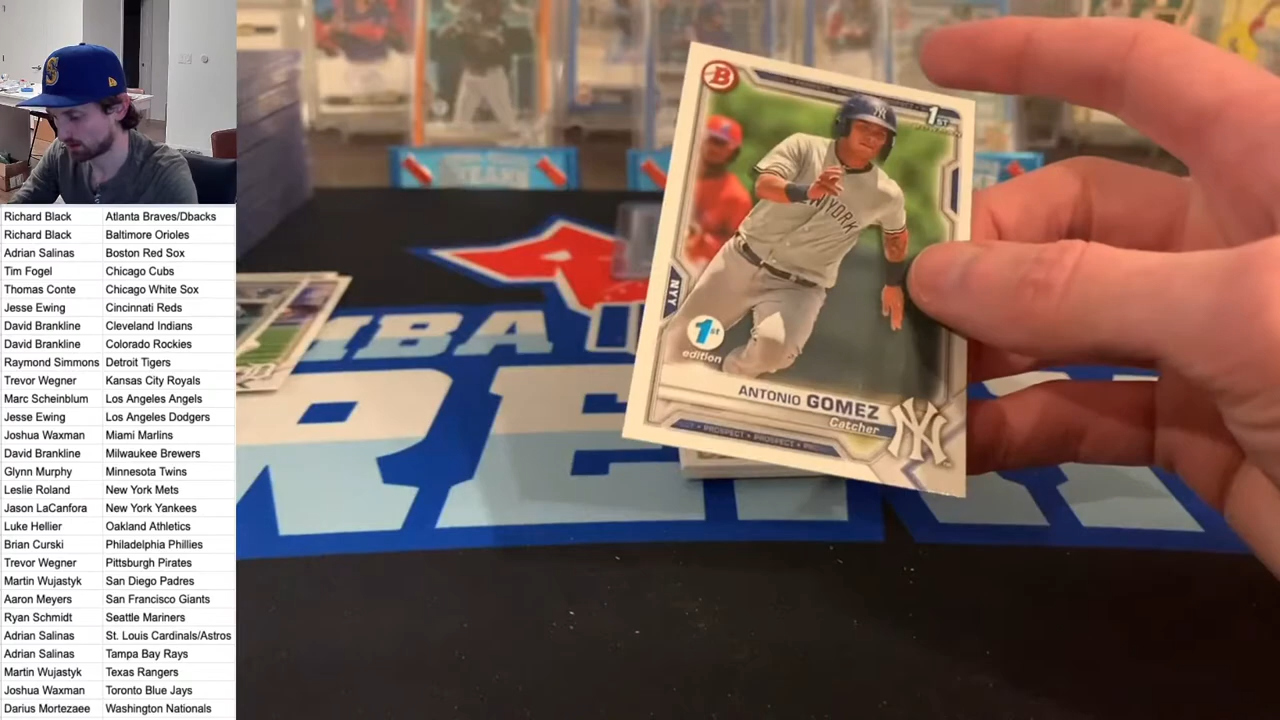 Richard Black Atlanta Braves/Dbacks
Richard Black Baltimore Orioles
Adrian Salinas Boston Red Sox
Tim Fogel Chicago Cubs
Thomas Conte Chicago White Sox
Jesse Ewing Cincinnati Reds
David Brankline Cleveland Indians
David Brankline Colorado Rockies
Raymond Simmons Detroit Tigers
Trevor Wegner Kansas City Royals
Marc Scheinblum Los Angeles Angels
Jesse Ewing Los Angeles Dodgers
Joshua Waxman Miami Marlins
David Brankline Milwaukee Brewers
Glynn Murphy Minnesota Twins
Leslie Roland New York Mets
Jason LaCanfora New York Yankees
Luke Hellier Oakland Athletics
Brian Curski Philadelphia Phillies
Trevor Wegner Pittsburgh Pirates
Martin Wujastyk San Diego Padres
Aaron Meyers San Francisco Giants
Ryan Schmidt Seattle Mariners
Adrian Salinas St. Louis Cardinals/Astros
Adrian Salinas Tampa Bay Rays
Martin Wujastyk Texas Rangers
Joshua Waxman Toronto Blue Jays
Darius Mortezaee Washington Nationals
B
1ST
NY
NEW YORK
NYY
1st
edition
ANTONIO GOMEZ
Catcher
PROSPECT • PROSPECT
NY
S